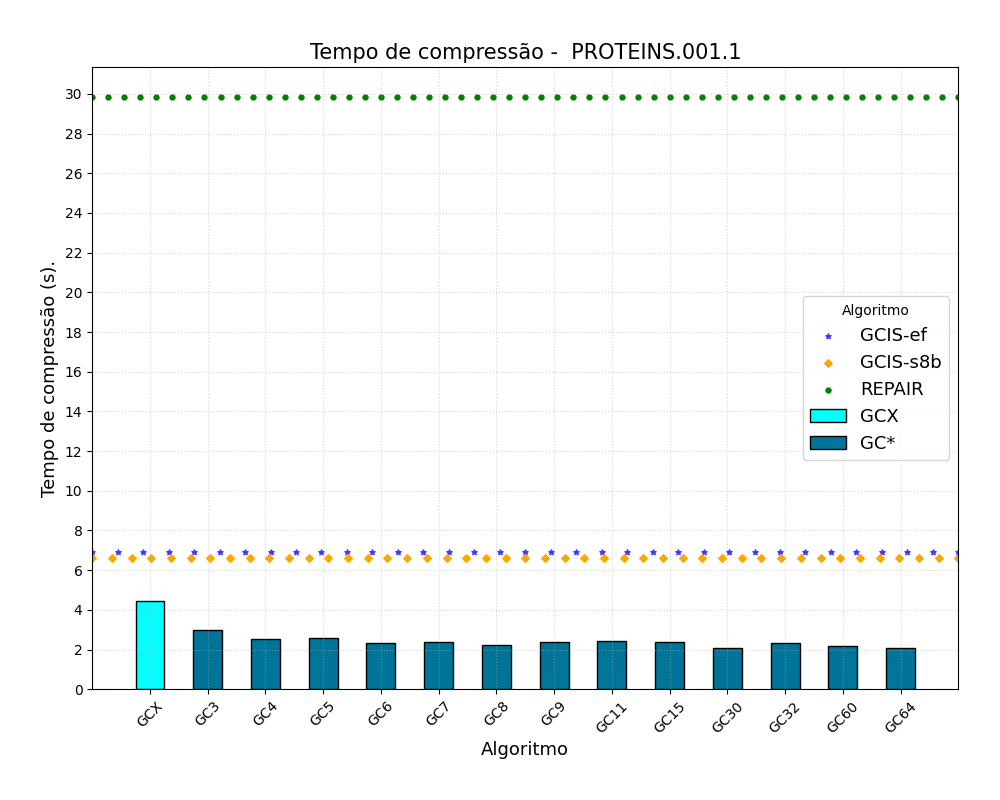 Tempo de compressão -  PROTEINS.001.1
Tempo de compressão (s).
30
28
26
24
22
20
18
16
14
12
10
8
6
4
2
0
Algoritmo
GCIS-ef
GCIS-s8b
REPAIR
GCX
GC*
GCX
GC3
GC4
GC5
GC6
GC7
GC8
GC9
GC11
GC15
GC30
GC32
GC60
GC64
Algoritmo